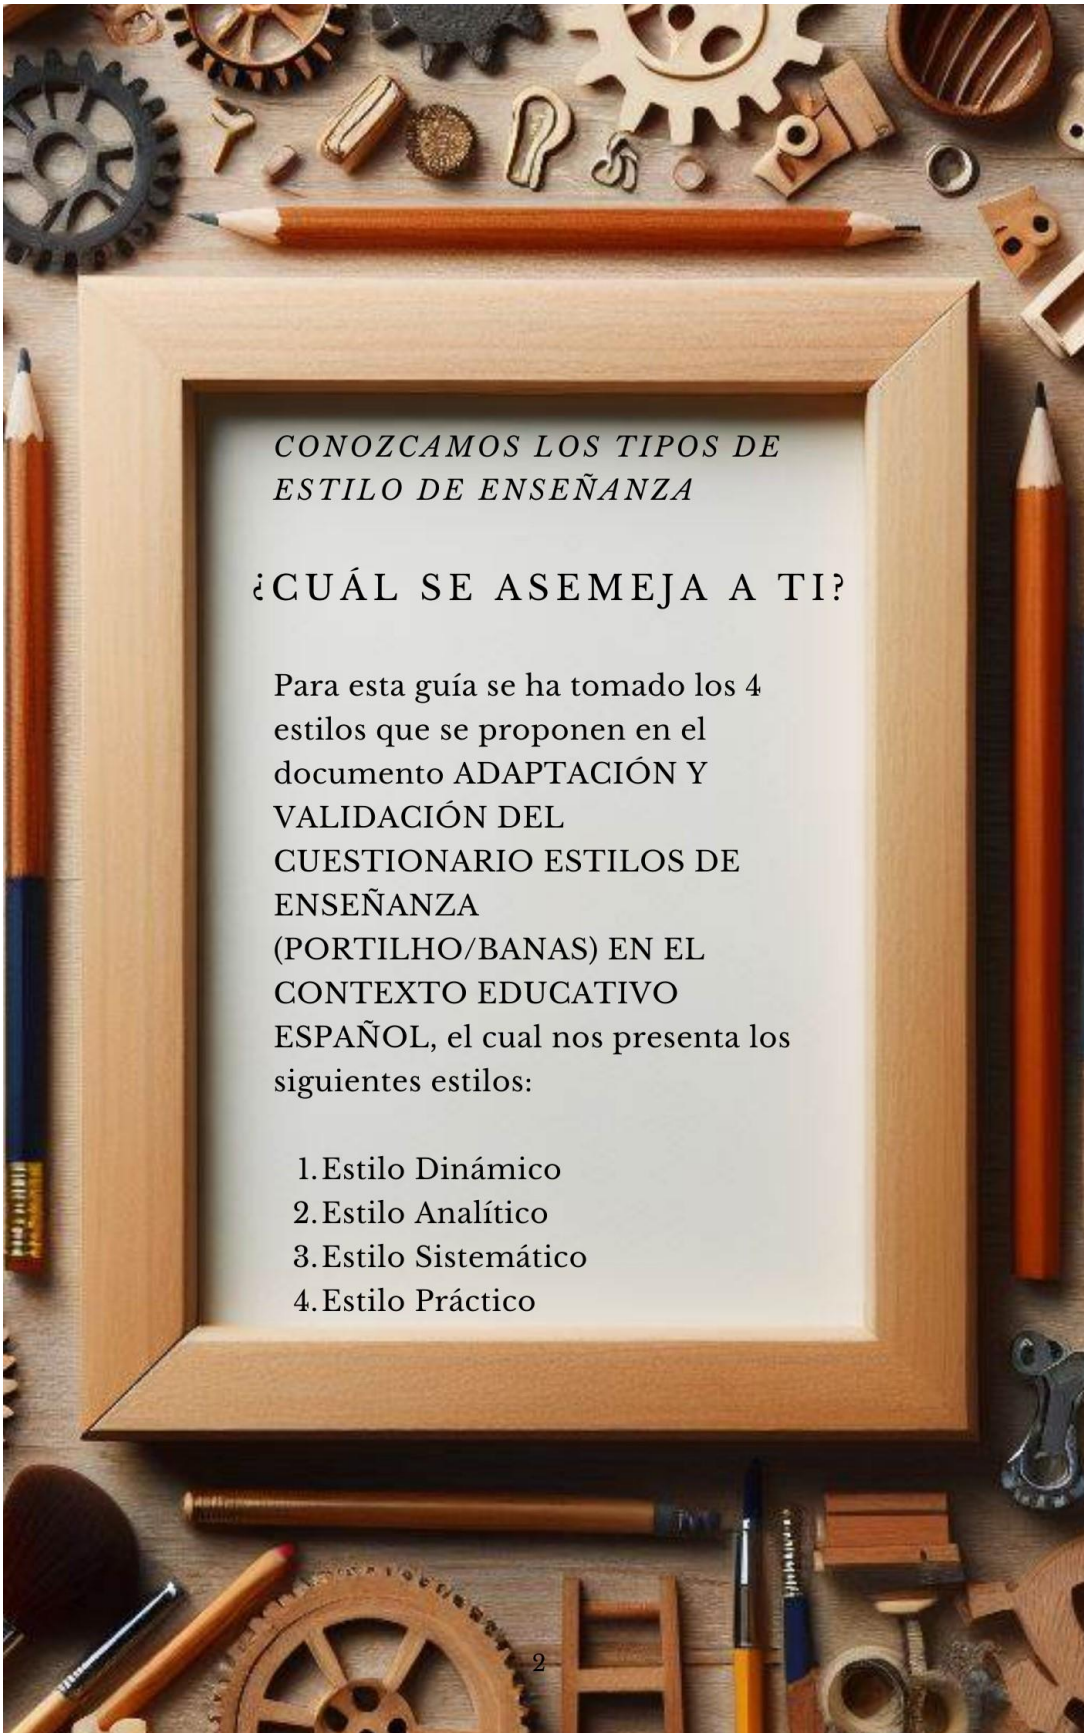 CONOZCAMOS LOS TIPOS DE
ESTILO DE ENSEÑANZA
¿CUÁL SE ASEMEJA A TI?
Para esta guía se ha tomado los 4
estilos que se proponen en el
documento ADAPTACIÓN Y
VALIDACIÓN DEL
CUESTIONARIO ESTILOS DE
ENSEÑANZA
(PORTILHO/BANAS) EN EL
CONTEXTO EDUCATIVO
ESPAÑOL, el cual nos presenta los
siguientes estilos:
1. Estilo Dinámico
2. Estilo Analítico
3. Estilo Sistemático
4. Estilo Práctico
2